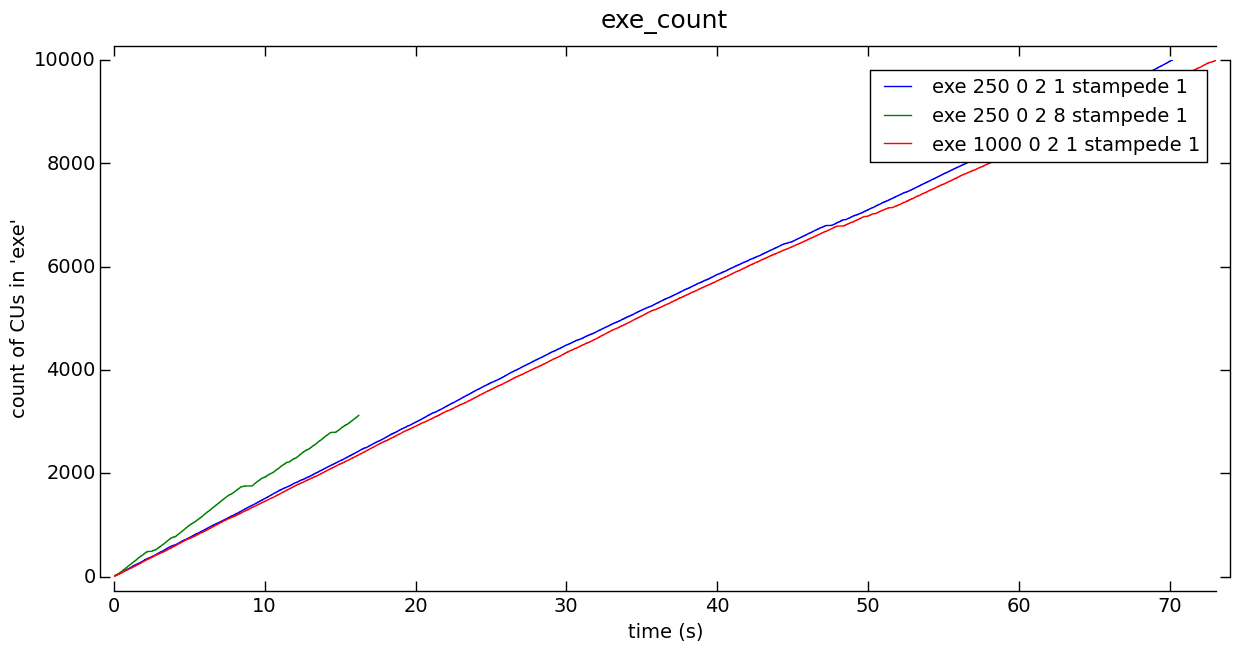 exe_count
10000
8000
6000
4000
2000
0
count of CUs in 'exe'
exe 250 0 2 1 stampede 1
exe 250 0 2 8 stampede 1
exe 1000 0 2 1 stampede 1
0 10 20 30 40 50 60 70
time (s)